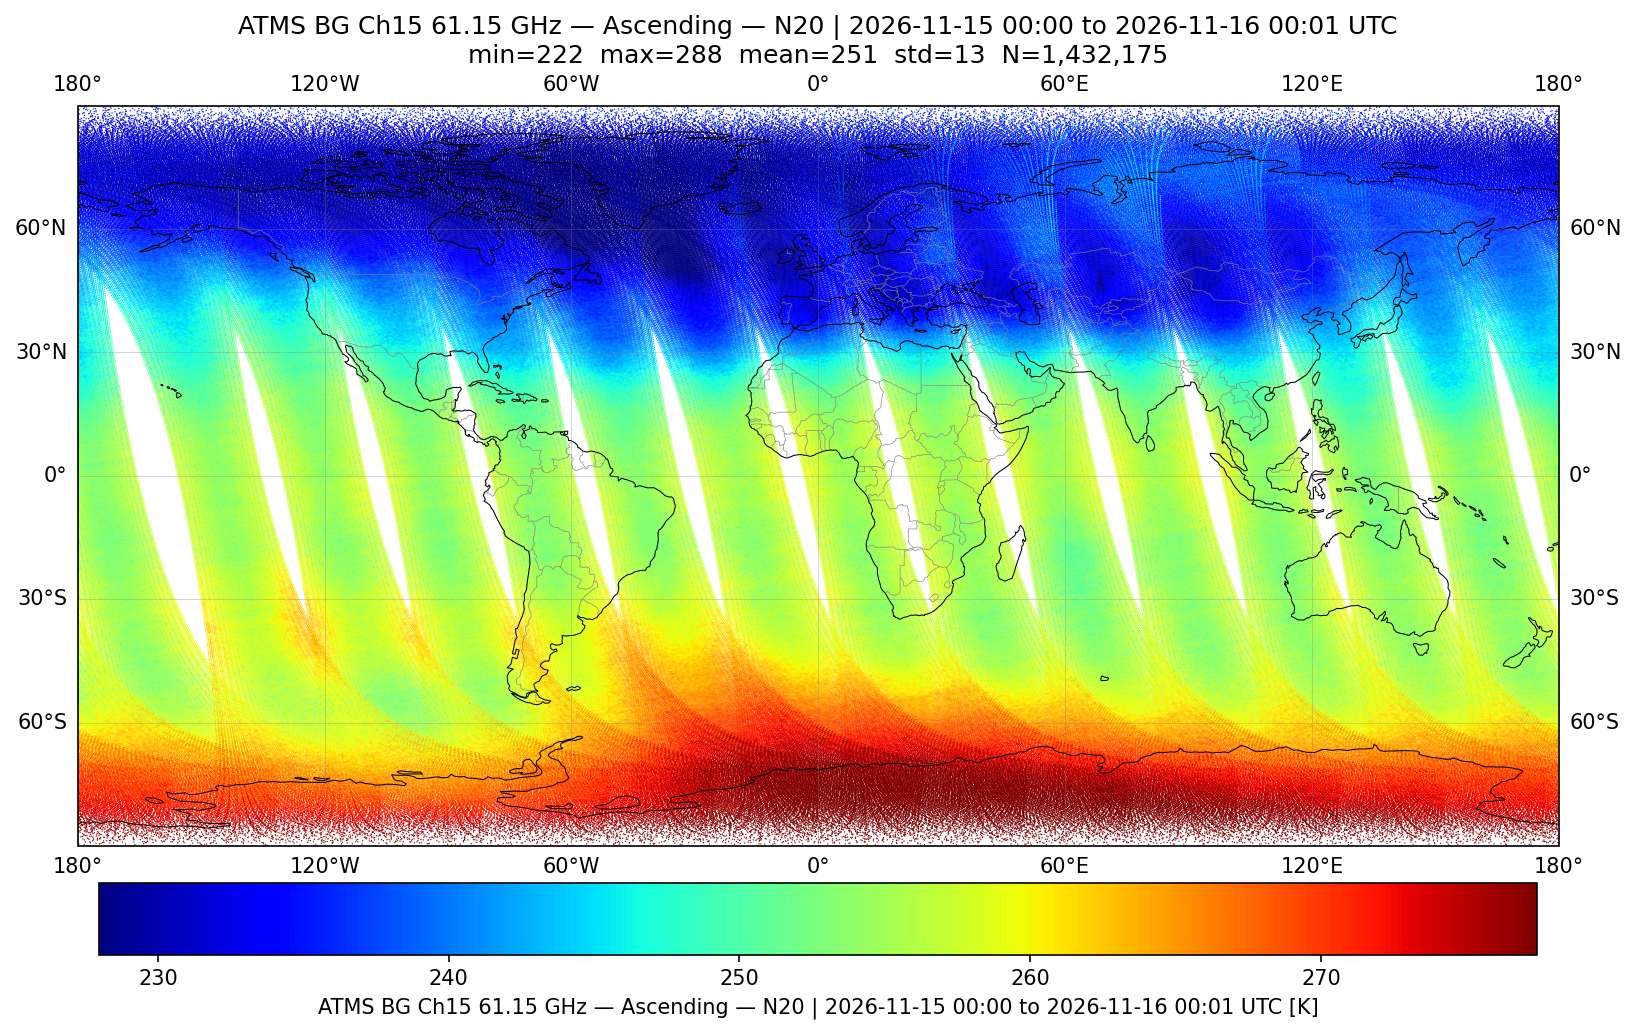 ATMS BG Ch15 61.15 GHz — Ascending — N20 | 2026-11-15 00:00 to 2026-11-16 00:01 UTC
min=222  max=288  mean=251  std=13  N=1,432,175
180° 120°W 60°W 0° 60°E 120°E 180°
60°N 60°N
30°N 30°N
0° 0°
30°S 30°S
60°S 60°S
180° 120°W 60°W 0° 60°E 120°E 180°
230 240 250 260 270
ATMS BG Ch15 61.15 GHz — Ascending — N20 | 2026-11-15 00:00 to 2026-11-16 00:01 UTC [K]